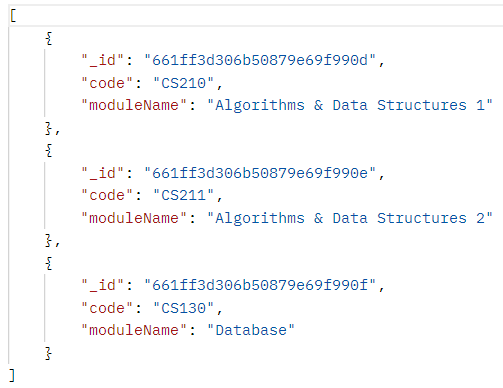 [
    {
        "_id": "661ff3d306b50879e69f990d",
        "code": "CS210",
        "moduleName": "Algorithms & Data Structures 1"
    },
    {
        "_id": "661ff3d306b50879e69f990e",
        "code": "CS211",
        "moduleName": "Algorithms & Data Structures 2"
    },
    {
        "_id": "661ff3d306b50879e69f990f",
        "code": "CS130",
        "moduleName": "Database"
    }
]